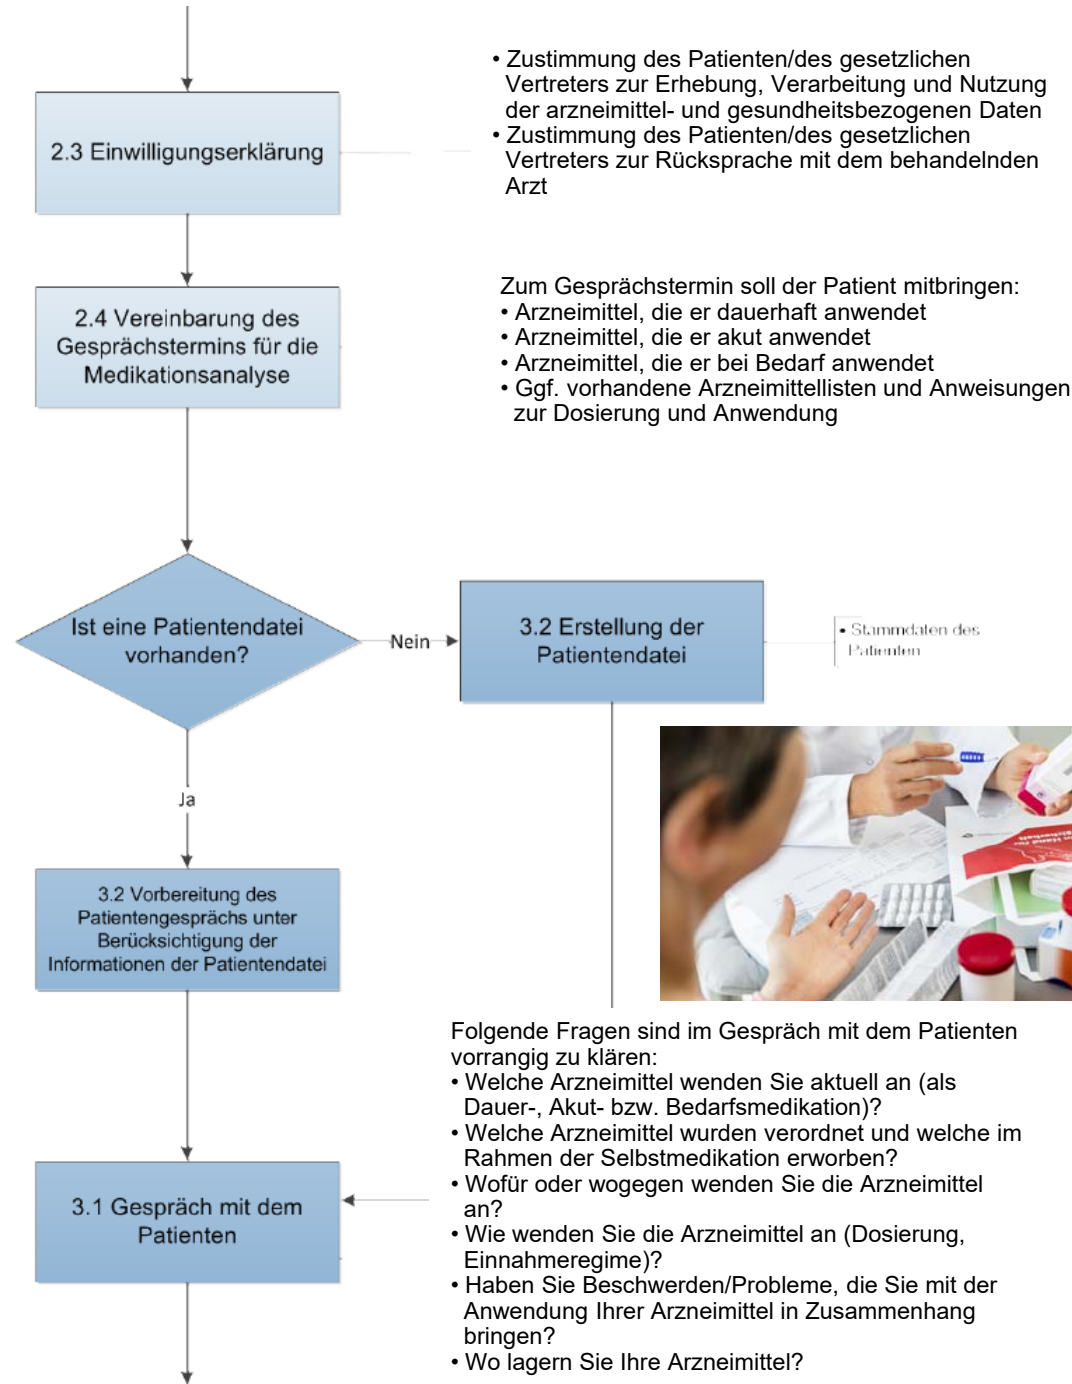 2.3 Einwilligungserklärung
• Zustimmung des Patienten/des gesetzlichen
Vertreters zur Erhebung, Verarbeitung und Nutzung
der arzneimittel- und gesundheitsbezogenen Daten
• Zustimmung des Patienten/des gesetzlichen
Vertreters zur Rücksprache mit dem behandelnden
Arzt
2.4 Vereinbarung des
Gesprächstermins für die
Medikationsanalyse
Zum Gesprächstermin soll der Patient mitbringen:
• Arzneimittel, die er dauerhaft anwendet
• Arzneimittel, die er akut anwendet
• Arzneimittel, die er bei Bedarf anwendet
• Ggf. vorhandene Arzneimittellisten und Anweisungen
zur Dosierung und Anwendung
Ist eine Patientendatei
vorhanden?
Nein
3.2 Erstellung der
Patientendatei
• Stammdaten des
Patienten
Ja
3.2 Vorbereitung des
Patientengesprächs unter
Berücksichtigung der
Informationen der Patientendatei
3.1 Gespräch mit dem
Patienten
Folgende Fragen sind im Gespräch mit dem Patienten
vorrangig zu klären:
• Welche Arzneimittel wenden Sie aktuell an (als
Dauer-, Akut- bzw. Bedarfsmedikation)?
• Welche Arzneimittel wurden verordnet und welche im
Rahmen der Selbstmedikation erworben?
• Wofür oder wogegen wenden Sie die Arzneimittel
an?
• Wie wenden Sie die Arzneimittel an (Dosierung,
Einnahmeregime)?
• Haben Sie Beschwerden/Probleme, die Sie mit der
Anwendung Ihrer Arzneimittel in Zusammenhang
bringen?
• Wo lagern Sie Ihre Arzneimittel?